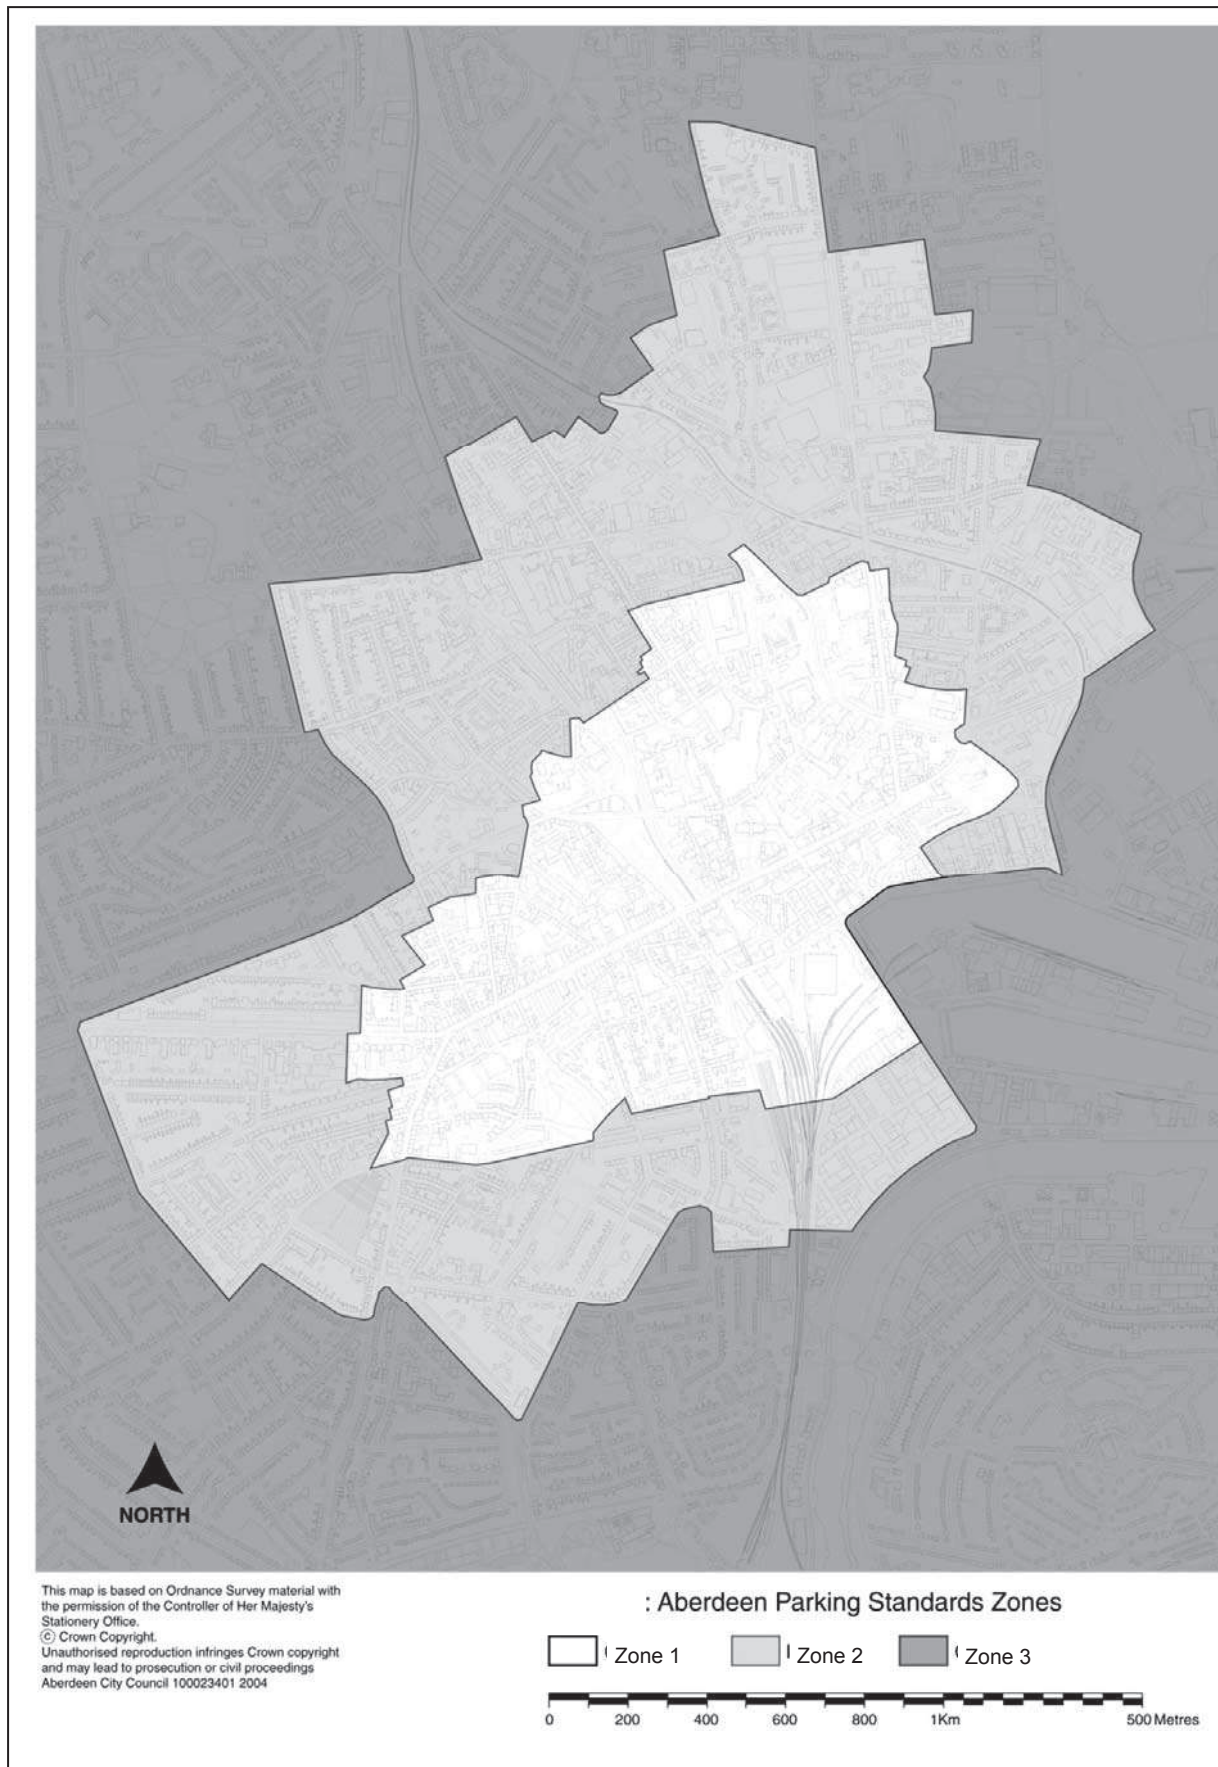 NORTH
This map is based on Ordnance Survey material with
the permission of the Controller of Her Majesty's
Stationery Office.
© Crown Copyright.
Unauthorised reproduction infringes Crown copyright
and may lead to prosecution or civil proceedings
Aberdeen City Council 100023401 2004
: Aberdeen Parking Standards Zones
( Zone 1 l Zone 2 ( Zone 3
0 200 400 600 800 1Km 500 Metres